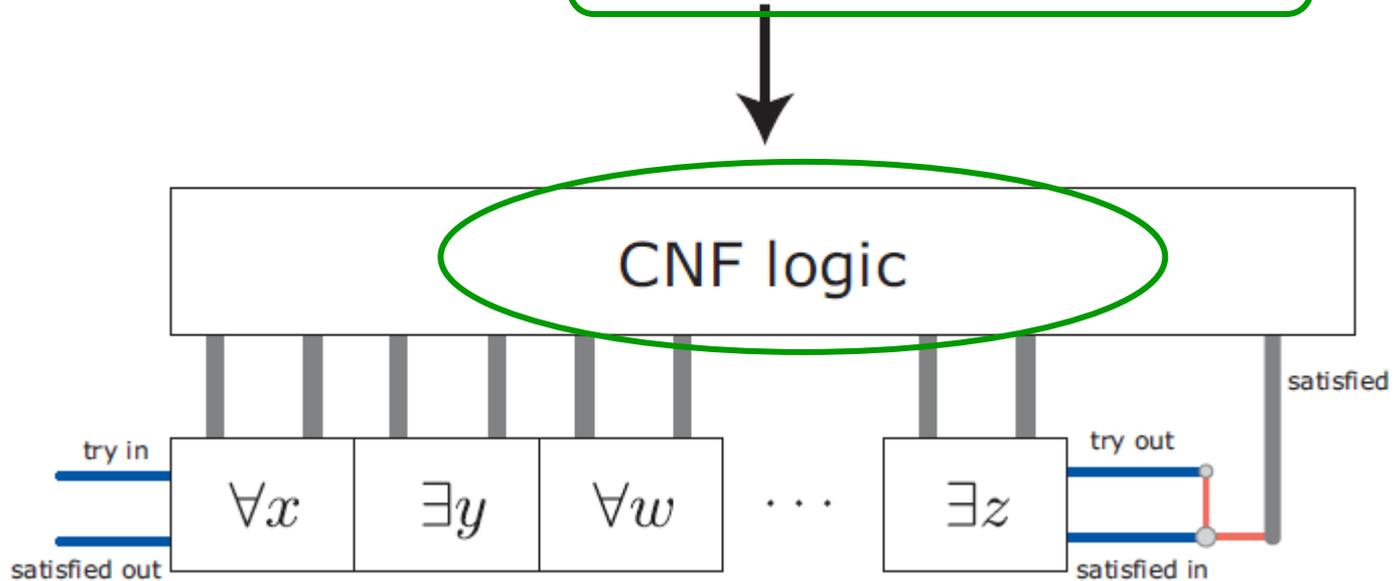 CNF logic
satisfied
try in
try out
∀x ∃y ∀w ··· ∃z
satisfied out
satisfied in